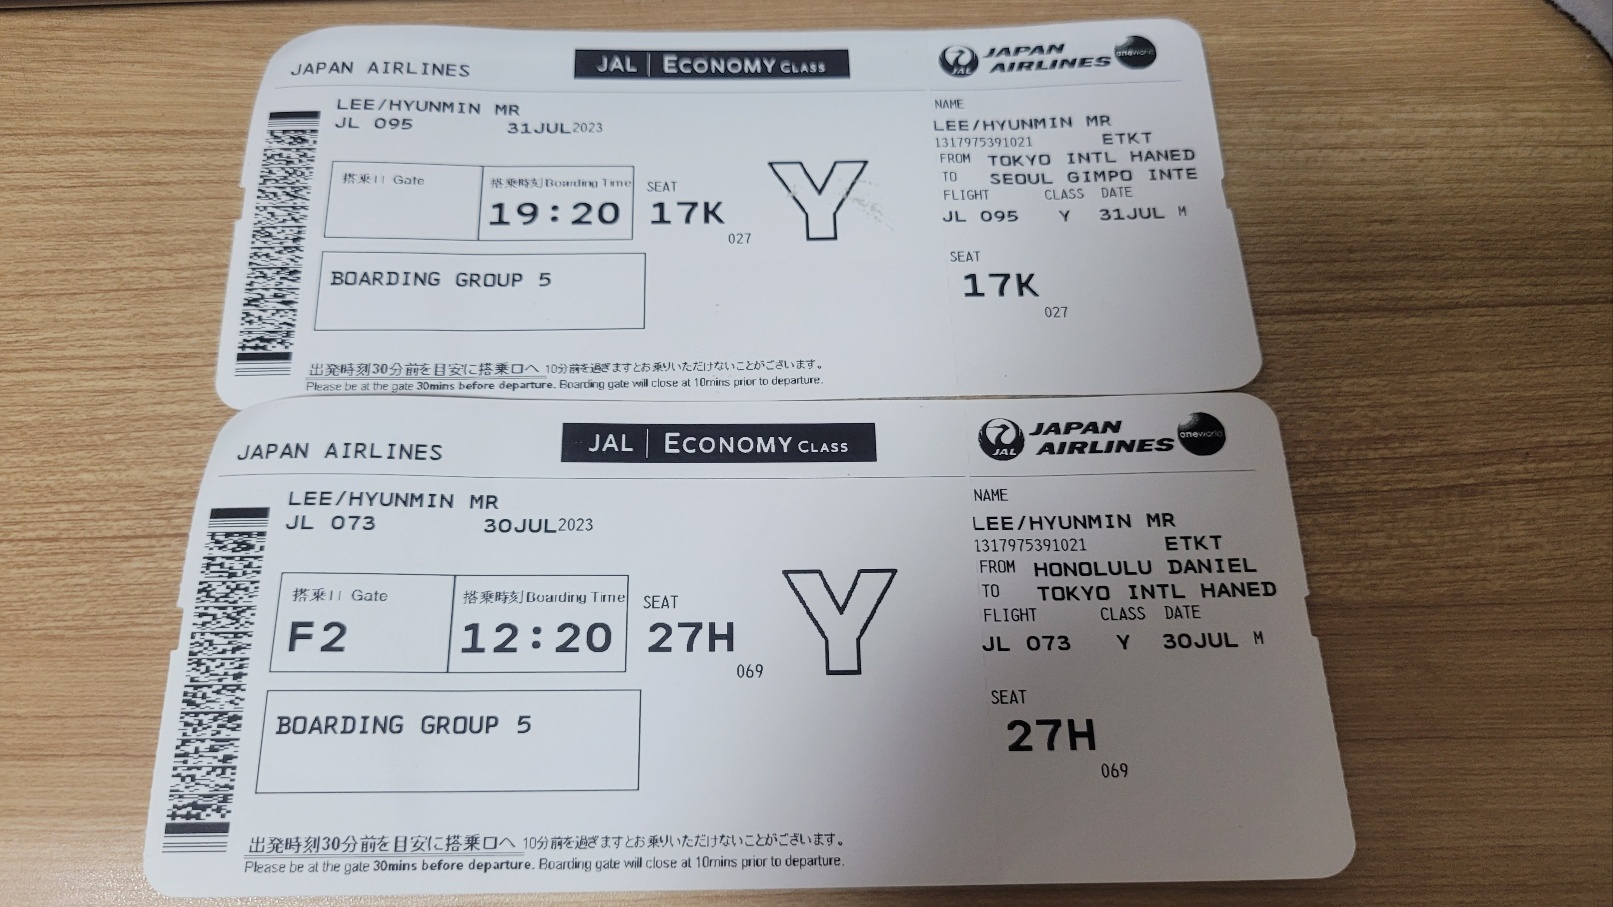 JAPAN AIRLINES
JAL | ECONOMY CLASS
JAL
JAPAN AIRLINES
oneworld
LEE/HYUNMIN MR
JL 095 31JUL2023
搭乗口 Gate
搭乗時刻 Boarding Time
19:20
SEAT
17K
027
Y
BOARDING GROUP 5
出発時刻30分前を目安に搭乗口へ 10分前を過ぎますとお乗りいただけないことがございます。
Please be at the gate 30mins before departure. Boarding gate will close at 10mins prior to departure.
NAME
LEE/HYUNMIN MR
1317975391021 ETKT
FROM TOKYO INTL HANED
TO SEOUL GIMPO INTE
FLIGHT CLASS DATE
JL 095 Y 31JUL M
SEAT
17K
027
JAPAN AIRLINES
JAL | ECONOMY CLASS
JAL
JAPAN AIRLINES
oneworld
LEE/HYUNMIN MR
JL 073 30JUL2023
搭乗口 Gate
F2
搭乗時刻 Boarding Time
12:20
SEAT
27H
069
Y
BOARDING GROUP 5
出発時刻30分前を目安に搭乗口へ 10分前を過ぎますとお乗りいただけないことがございます。
Please be at the gate 30mins before departure. Boarding gate will close at 10mins prior to departure.
NAME
LEE/HYUNMIN MR
1317975391021 ETKT
FROM HONOLULU DANIEL
TO TOKYO INTL HANED
FLIGHT CLASS DATE
JL 073 Y 30JUL M
SEAT
27H
069